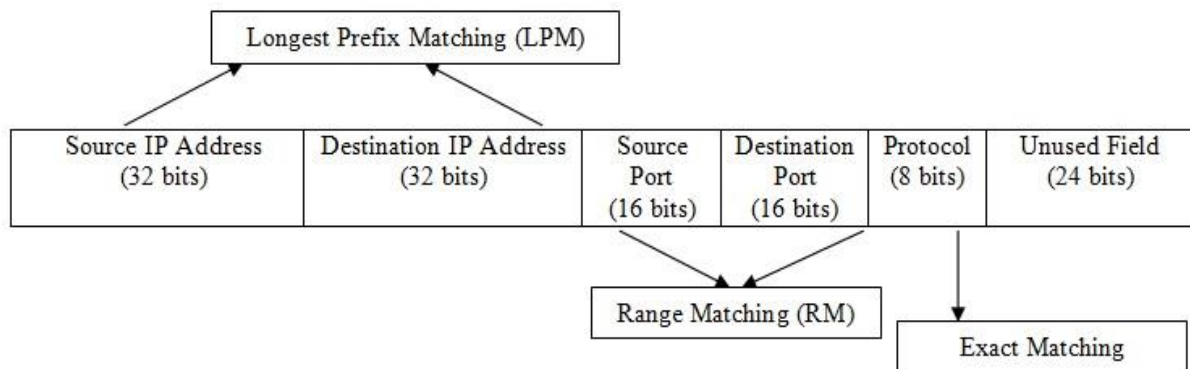 Longest Prefix Matching (LPM)
Source IP Address
(32 bits)
Destination IP Address
(32 bits)
Source
Port
(16 bits)
Destination
Port
(16 bits)
Protocol
(8 bits)
Unused Field
(24 bits)
Range Matching (RM)
Exact Matching